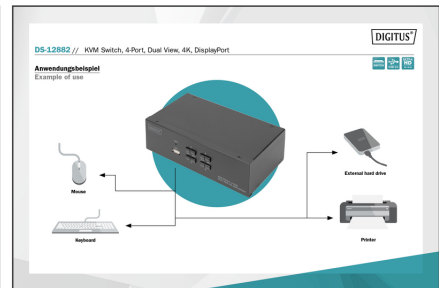 DIGITUS®
DS-12882 // KVM Switch, 4-Port, Dual View, 4K, DisplayPort
Anwendungsbeispiel
Example of use
HD
Mouse
External hard drive
Keyboard
Printer